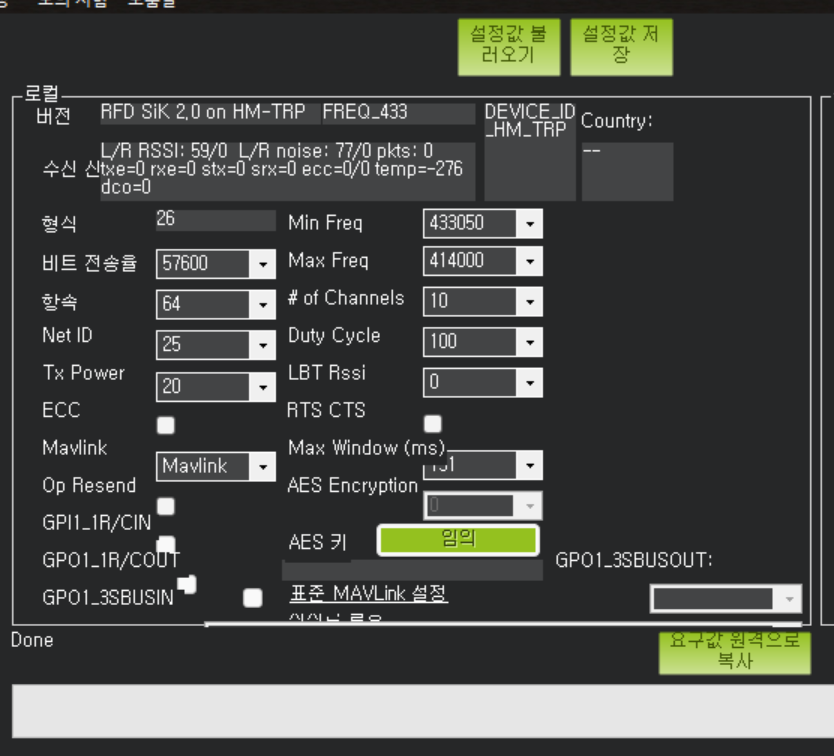 도움말
설정값 불
러오기
설정값 저
장
로컬
버전 RFD SiK 2,0 on HM-TRP FREQ_433 DEVICE_ID
_HM_TRP
Country:
수신 신
L/R RSSI: 59/0 L/R noise: 77/0 pkts: 0
txe=0 rxe=0 stx=0 srx=0 ecc=0/0 temp=-276
dco=0
--
형식 26 Min Freq 433050
비트 전송율 57600 Max Freq 414000
항속 64 # of Channels 10
Net ID 25 Duty Cycle 100
Tx Power 20 LBT Rssi 0
ECC RTS CTS
Mavlink Mavlink Max Window (ms)
Op Resend AES Encryption 0
GPI1_1R/CIN AES 키 임의
GPO1_1R/COUT GPO1_3SBUSOUT:
GPO1_3SBUSIN 표준 MAVLink 설정
Done
요구값 원격으로
복사